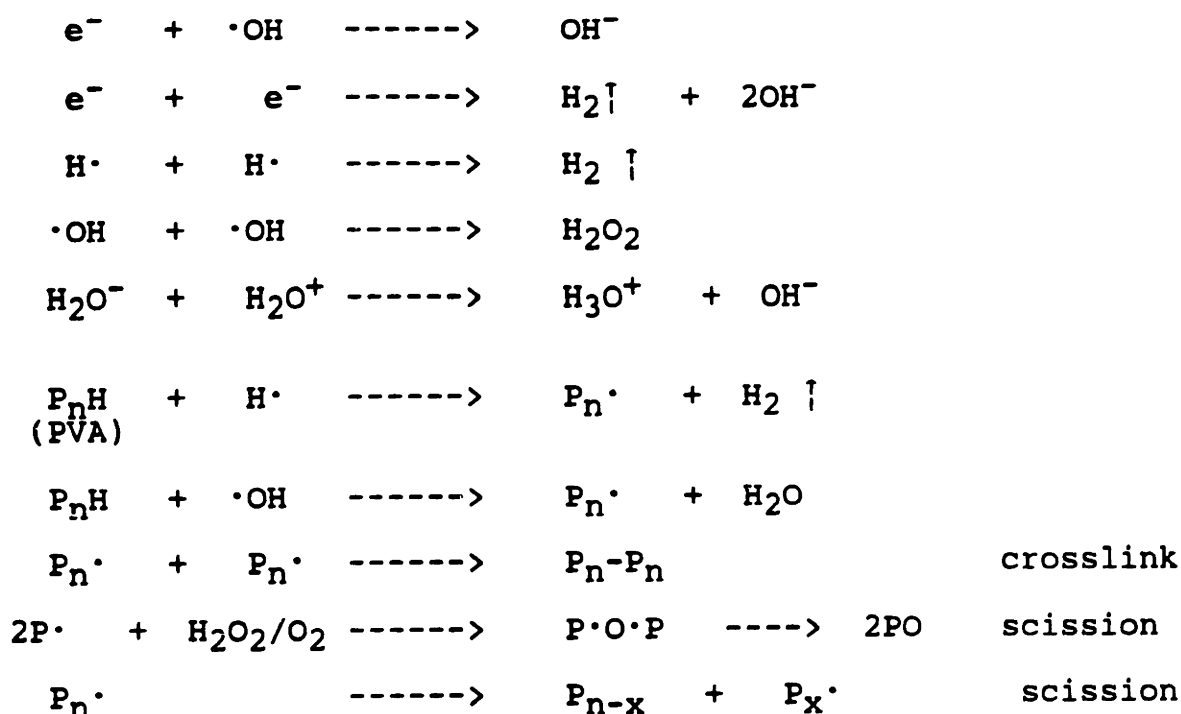 e⁻ + ·OH ------> OH⁻
e⁻ + e⁻ ------> H₂↑ + 2OH⁻
H· + H· ------> H₂ ↑
·OH + ·OH ------> H₂O₂
H₂O⁻ + H₂O⁺ ------> H₃O⁺ + OH⁻
PₙH + H· ------> Pₙ· + H₂ ↑
(PVA)
PₙH + ·OH ------> Pₙ· + H₂O
Pₙ· + Pₙ· ------> Pₙ-Pₙ crosslink
2P· + H₂O₂/O₂ ------> P·O·P ----> 2PO scission
Pₙ· ------> Pₙ₋ₓ + Pₓ· scission